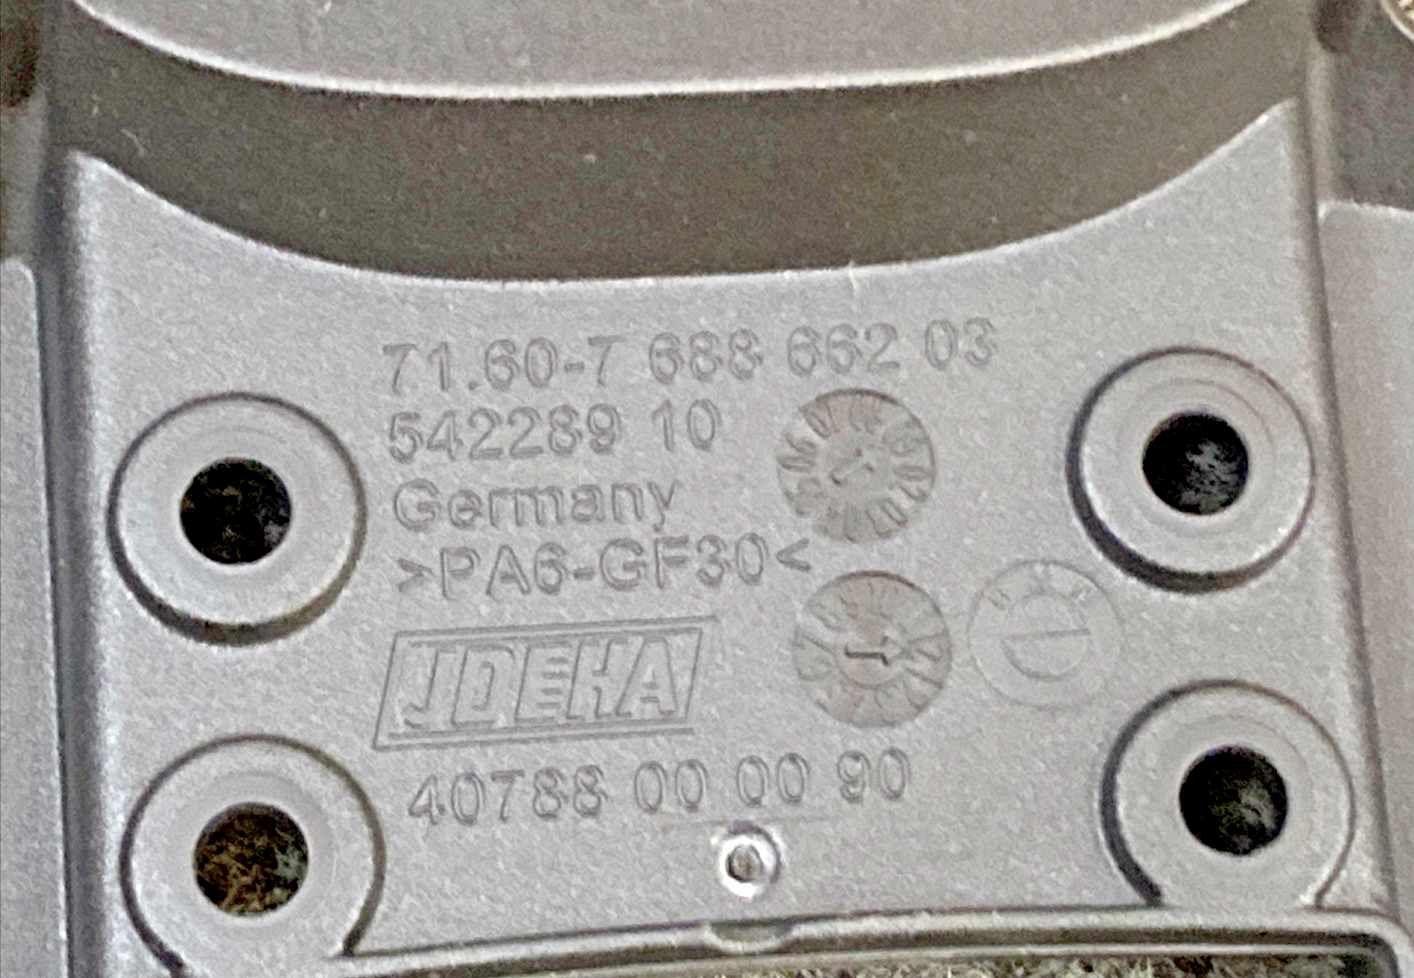 71.60-7 688 662 03
542289 10
Germany
>PA6-GF30<
JDEHA
40788 00 00 90